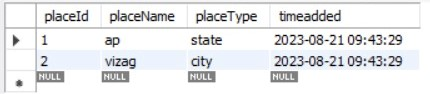 placeId placeName placeType timeadded
1 ap state 2023-08-21 09:43:29
2 vizag city 2023-08-21 09:43:29
NULL NULL NULL NULL